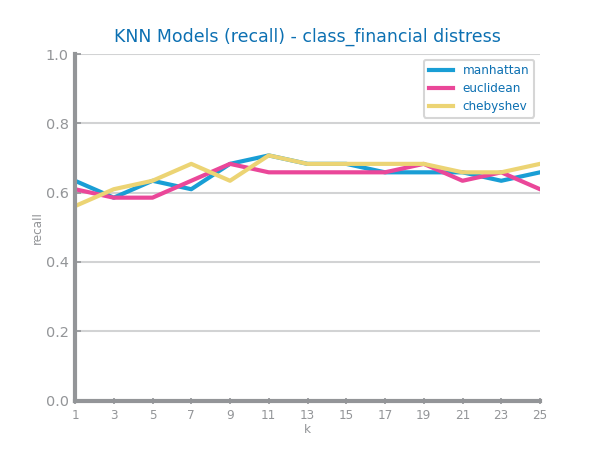 KNN Models (recall) - class_financial distress
1.0
0.8
0.6
0.4
0.2
0.0
recall
manhattan
euclidean
chebyshev
1 3 5 7 9 11 13 15 17 19 21 23 25
k